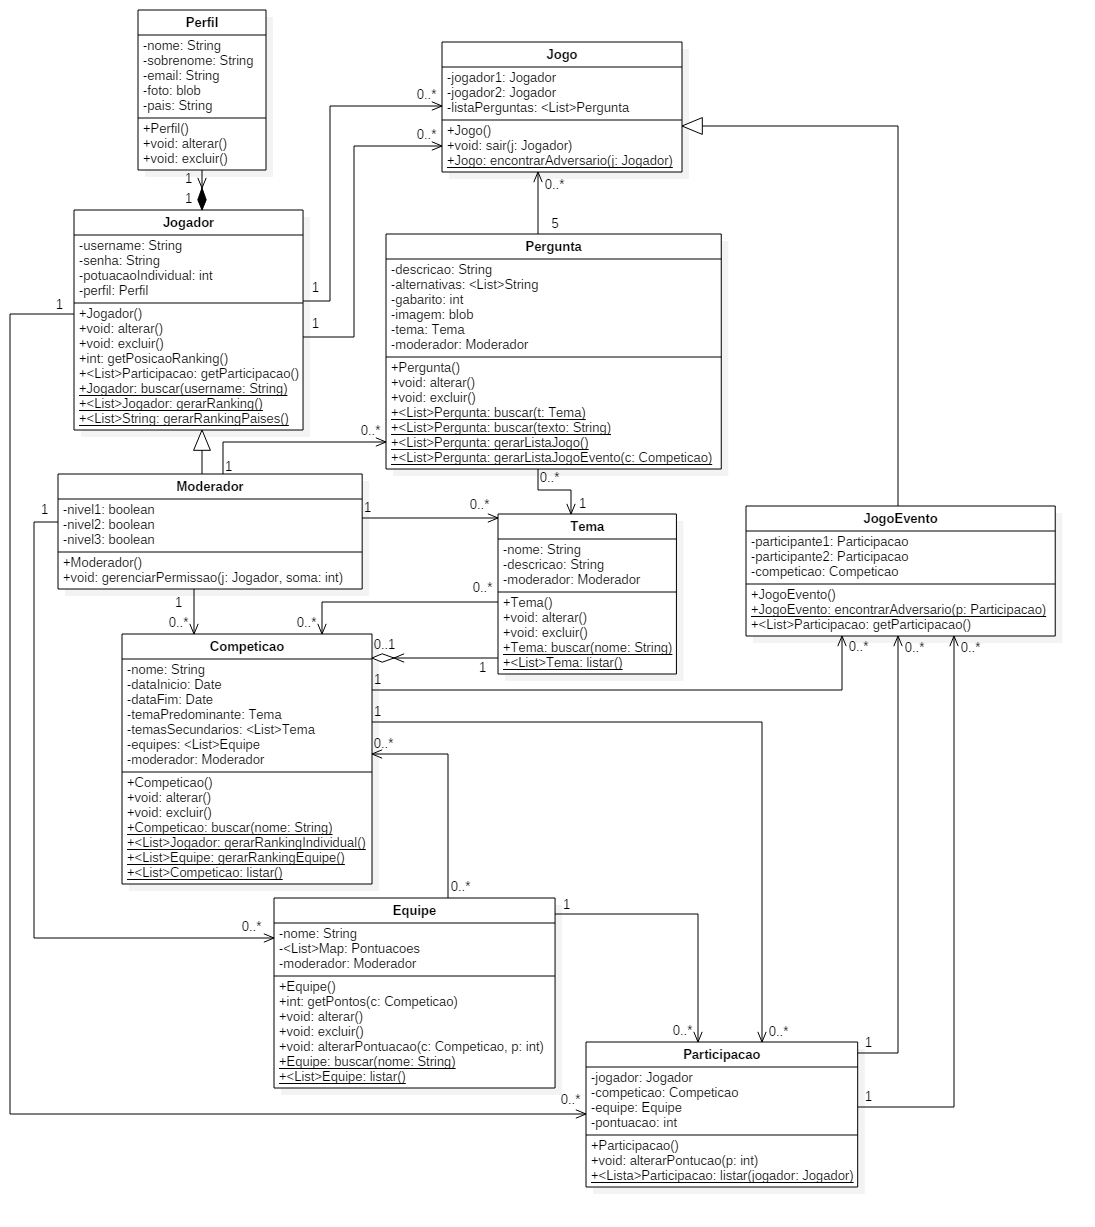 Perfil
-nome: String
-sobrenome: String
-email: String
-foto: blob
-pais: String
+Perfil()
+void: alterar()
+void: excluir()
1
1
Jogo
-jogador1: Jogador
-jogador2: Jogador
-listaPerguntas: <List>Pergunta
+Jogo()
+void: sair(j: Jogador)
+Jogo: encontrarAdversario(j: Jogador)
0..*
0..*
0..*
5
Jogador
-username: String
-senha: String
-potuacaoIndividual: int
-perfil: Perfil
+Jogador()
+void: alterar()
+void: excluir()
+int: getPosicaoRanking()
+<List>Participacao: getParticipacao()
+Jogador: buscar(username: String)
+<List>Jogador: gerarRanking()
+<List>String: gerarRankingPaises()
1
1
1
Pergunta
-descricao: String
-alternativas: <List>String
-gabarito: int
-imagem: blob
-tema: Tema
-moderador: Moderador
+Pergunta()
+void: alterar()
+void: excluir()
+<List>Pergunta: buscar(t: Tema)
+<List>Pergunta: buscar(texto: String)
+<List>Pergunta: gerarListaJogo()
+<List>Pergunta: gerarListaJogoEvento(c: Competicao)
0..*
1
0..*
1
Moderador
-nivel1: boolean
-nivel2: boolean
-nivel3: boolean
+Moderador()
+void: gerenciarPermissao(j: Jogador, soma: int)
1
1
0..*
1
0..*
Tema
-nome: String
-descricao: String
-moderador: Moderador
+Tema()
+void: alterar()
+void: excluir()
+Tema: buscar(nome: String)
+<List>Tema: listar()
0..*
0..*
0..1
1
JogoEvento
-participante1: Participacao
-participante2: Participacao
-competicao: Competicao
+JogoEvento()
+JogoEvento: encontrarAdversario(p: Participacao)
+<List>Participacao: getParticipacao()
0..*
0..*
0..*
Competicao
-nome: String
-dataInicio: Date
-dataFim: Date
-temaPredominante: Tema
-temasSecundarios: <List>Tema
-equipes: <List>Equipe
-moderador: Moderador
+Competicao()
+void: alterar()
+void: excluir()
+Competicao: buscar(nome: String)
+<List>Jogador: gerarRankingIndividual()
+<List>Equipe: gerarRankingEquipe()
+<List>Competicao: listar()
1
1
0..*
0..*
Equipe
-nome: String
-<List>Map: Pontuacoes
-moderador: Moderador
+Equipe()
+int: getPontos(c: Competicao)
+void: alterar()
+void: excluir()
+void: alterarPontuacao(c: Competicao, p: int)
+Equipe: buscar(nome: String)
+<List>Equipe: listar()
0..*
1
0..*
0..*
0..*
Participacao
-jogador: Jogador
-competicao: Competicao
-equipe: Equipe
-pontuacao: int
+Participacao()
+void: alterarPontucao(p: int)
+<Lista>Participacao: listar(jogador: Jogador)
1
1